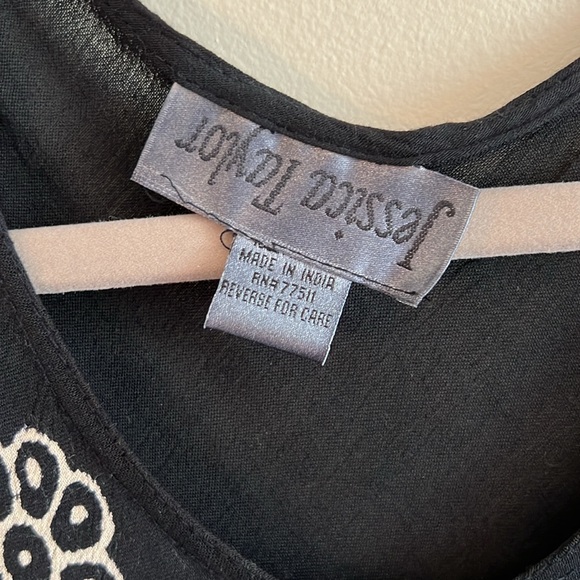 Jessica Taylor
MADE IN INDIA
RN# 77511
REVERSE FOR CARE